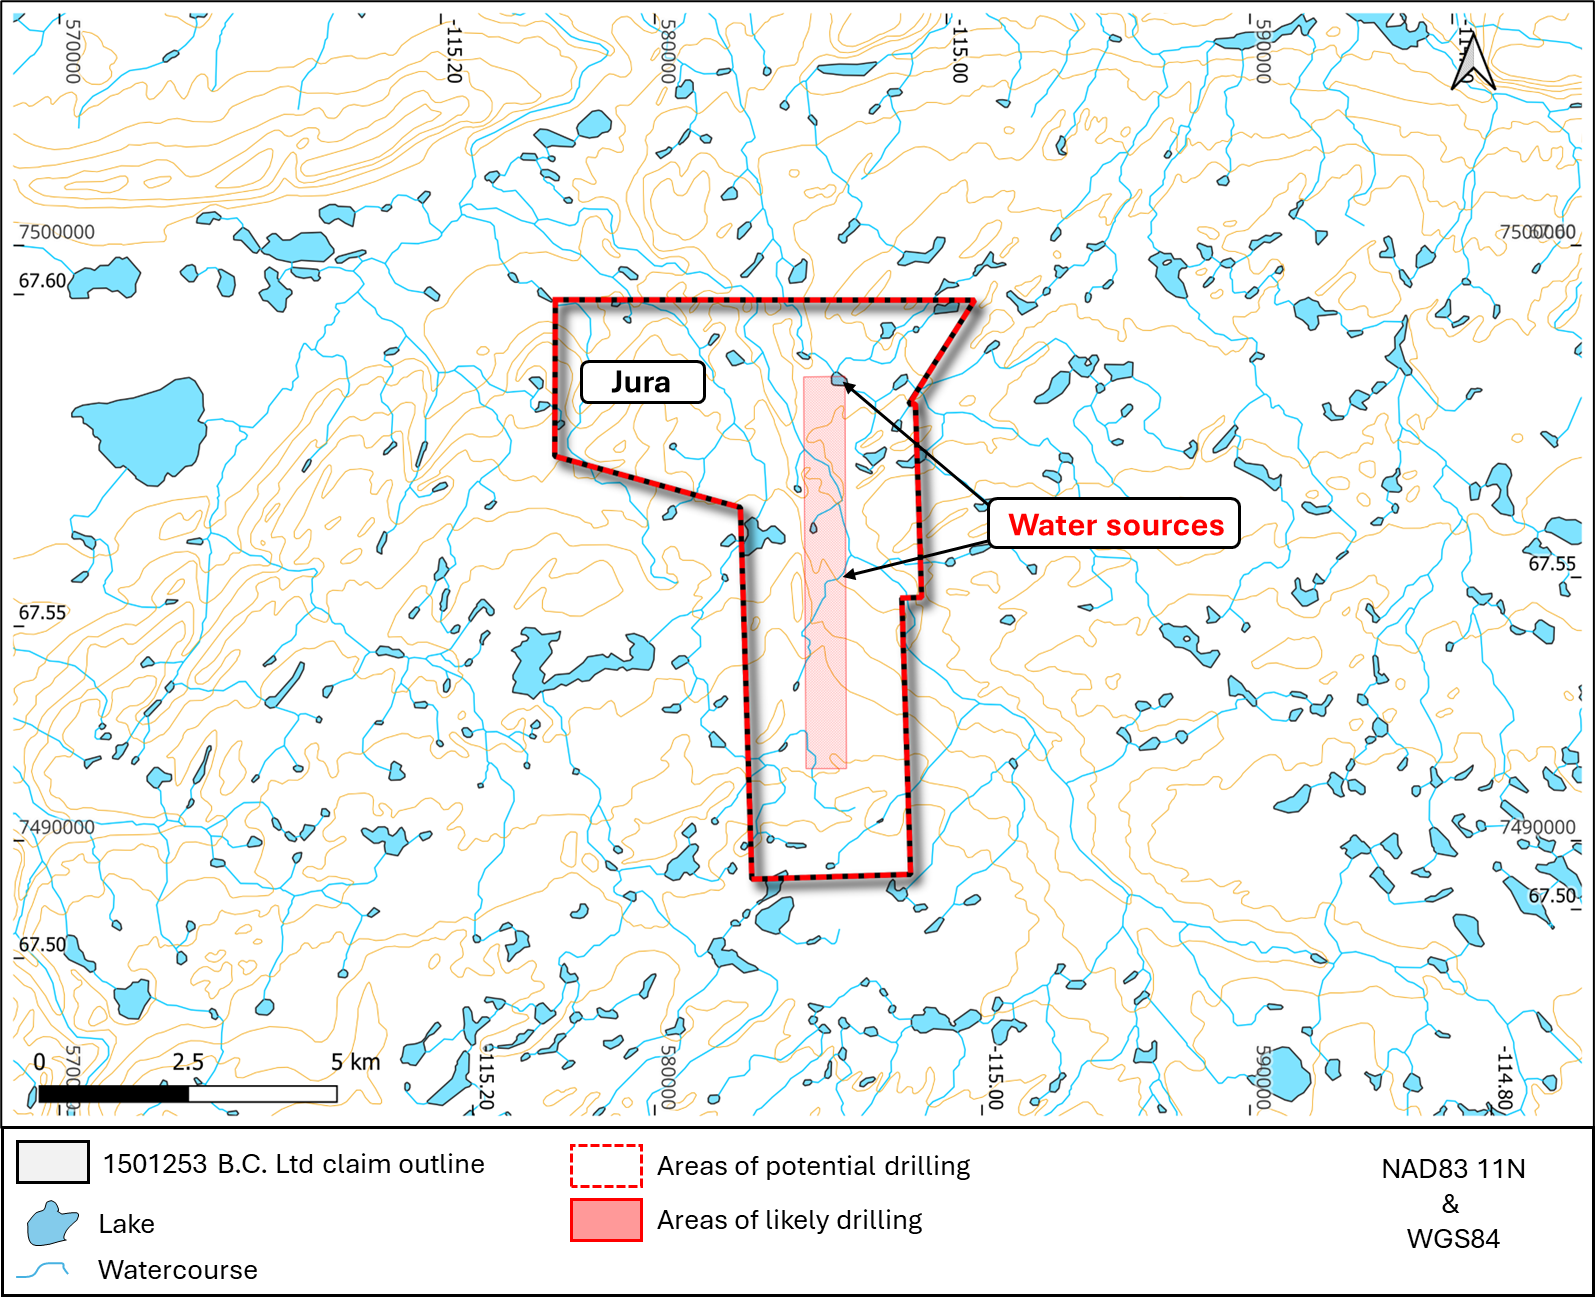 570000
-115.20
580000
-115.00
590000
7500000
67.60
7500000
67.60
Jura
Water sources
67.55
67.55
7490000
7490000
67.50
67.50
0 2.5 5 km
-115.20
580000
-115.00
590000
-114.80
1501253 B.C. Ltd claim outline
Lake
Watercourse
Areas of potential drilling
Areas of likely drilling
NAD83 11N
&
WGS84